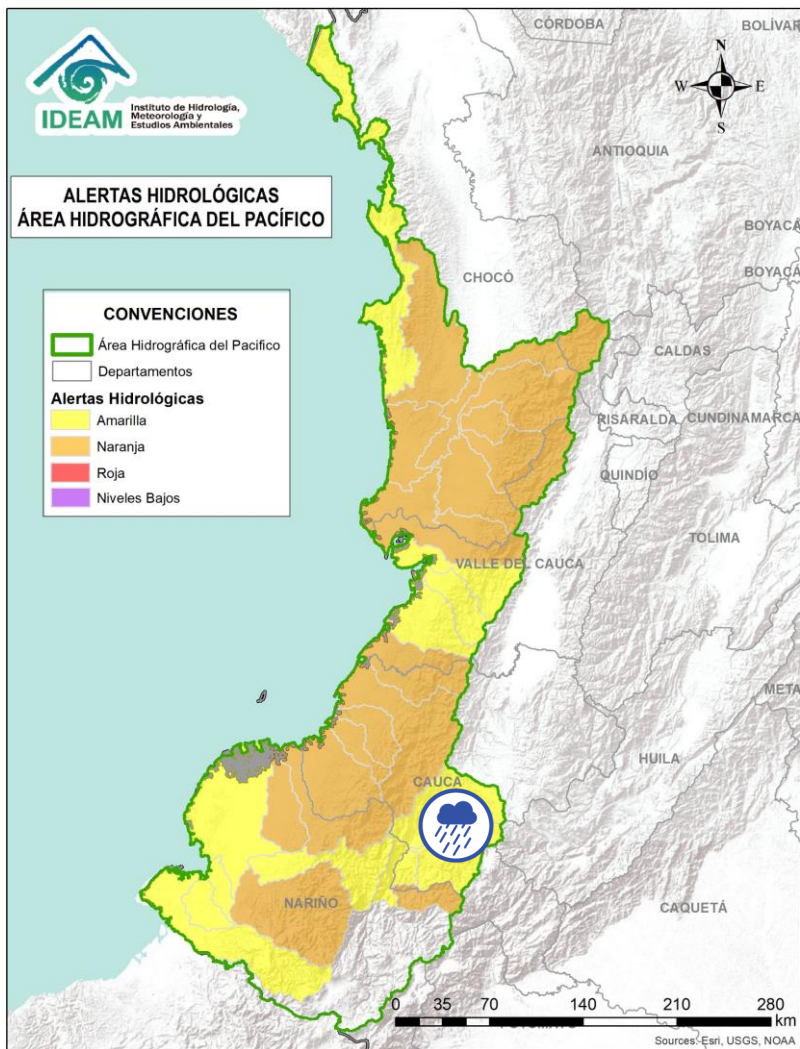 CÓRDOBA
BOLÍVAR
IDEAM
Instituto de Hidrología,
Meteorología y
Estudios Ambientales
N
W
E
S
ANTIOQUIA
ALERTAS HIDROLÓGICAS
ÁREA HIDROGRÁFICA DEL PACÍFICO
BOYACÁ
BOYACÁ
CHOCÓ
CONVENCIONES
Área Hidrográfica del Pacifico
Departamentos
Alertas Hidrológicas
Amarilla
Naranja
Roja
Niveles Bajos
CALDAS
RISARALDA
CUNDINAMARCA
QUINDÍO
TOLIMA
VALLE DEL CAUCA
META
HUILA
CAUCA
NARIÑO
CAQUETÁ
0 35 70 140 210 280
km
Sources: Esri, USGS, NOAA